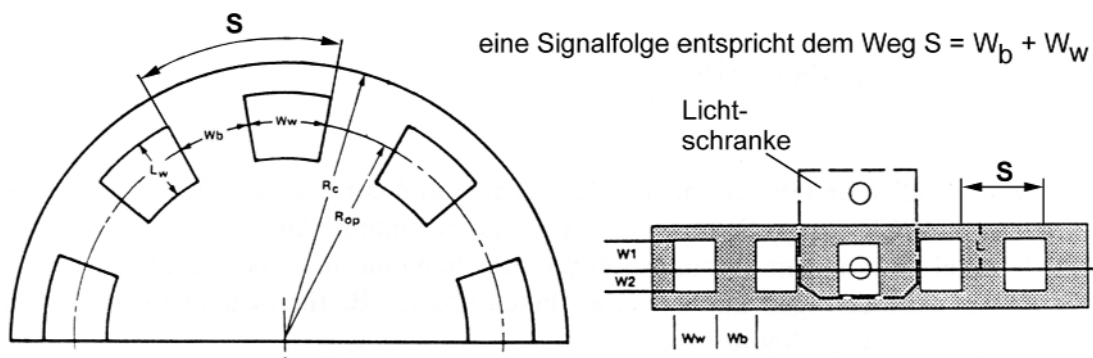 S
eine Signalfolge entspricht dem Weg S = Wb + Ww
Wb
Ww
Lw
Rc
Rop
Licht-
schranke
S
L
W1
W2
Ww
Wb